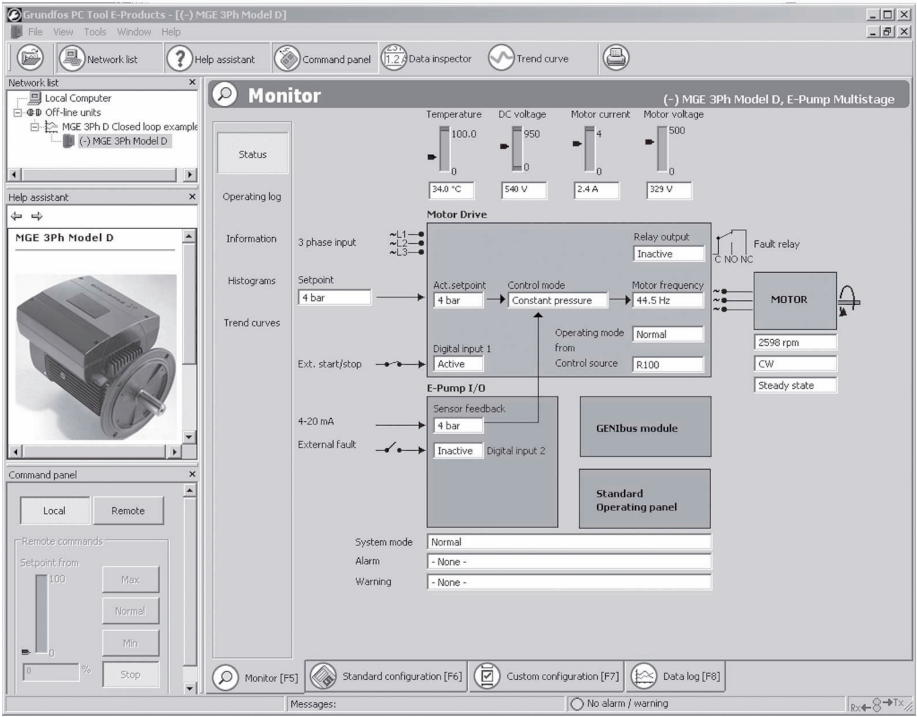 Grundfos PC Tool E-Products - [(-) MGE 3Ph Model D]
File View Tools Window Help
Network list
Help assistant
Command panel
Data inspector
Trend curve
Network list
Local Computer
Off-line units
MGE 3Ph D Closed loop example
(-) MGE 3Ph Model D
Help assistant
MGE 3Ph Model D
Command panel
Local
Remote
Remote commands
Setpoint from
100
0
0 %
Max
Normal
Min
Stop
Monitor
(-) MGE 3Ph Model D, E-Pump Multistage
Status
Operating log
Information
Histograms
Trend curves
Temperature
100.0
0
34.0 °C
DC voltage
950
0
540 V
Motor current
4
0
2.4 A
Motor voltage
500
0
329 V
Motor Drive
3 phase input
~L1
~L2
~L3
Relay output
Inactive
C NO NC
Fault relay
Setpoint
4 bar
Act.setpoint
4 bar
Control mode
Constant pressure
Motor frequency
44.5 Hz
MOTOR
2598 rpm
CW
Steady state
Operating mode
Normal
from
Control source
R100
Digital input 1
Ext. start/stop
Active
E-Pump I/O
Sensor feedback
4-20 mA
4 bar
External fault
Inactive
Digital input 2
GENIbus module
Standard
Operating panel
System mode
Normal
Alarm
- None -
Warning
- None -
Monitor [F5]
Standard configuration [F6]
Custom configuration [F7]
Data log [F8]
Messages:
No alarm / warning
Rx
Tx